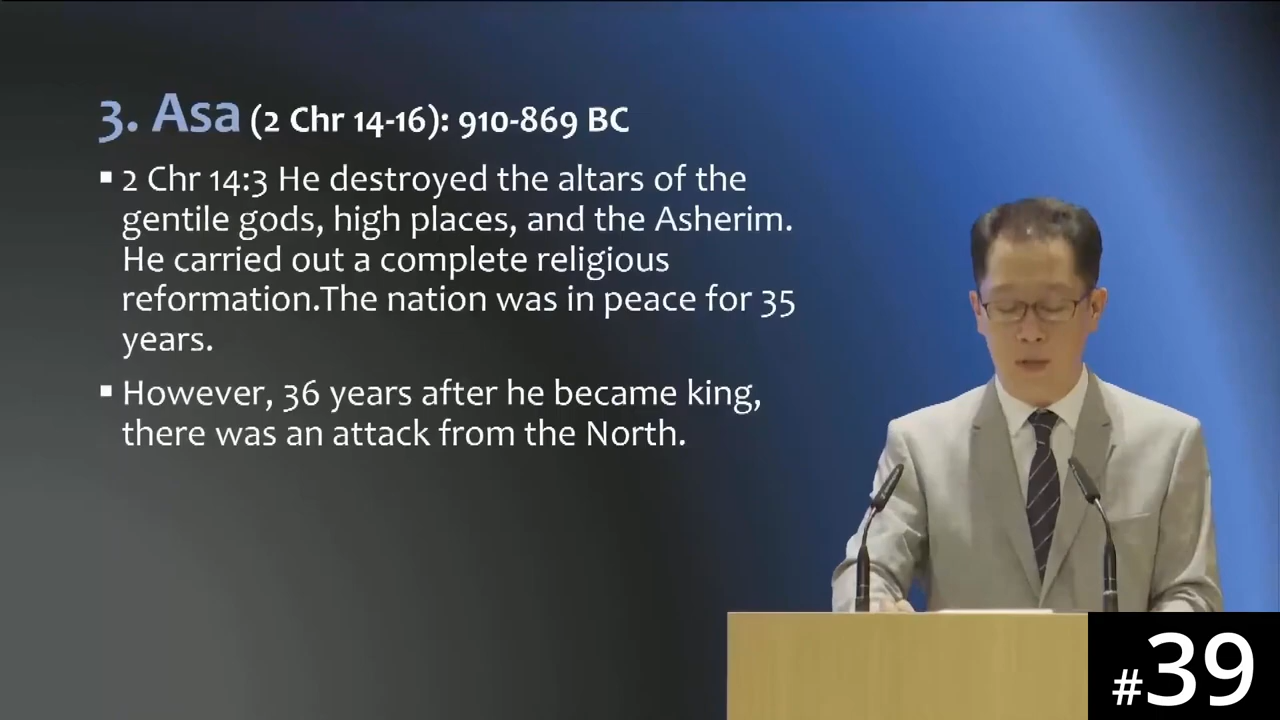 3. Asa (2 Chr 14-16): 910-869 BC
▪ 2 Chr 14:3 He destroyed the altars of the
gentile gods, high places, and the Asherim.
He carried out a complete religious
reformation.The nation was in peace for 35
years.
▪ However, 36 years after he became king,
there was an attack from the North.
#39